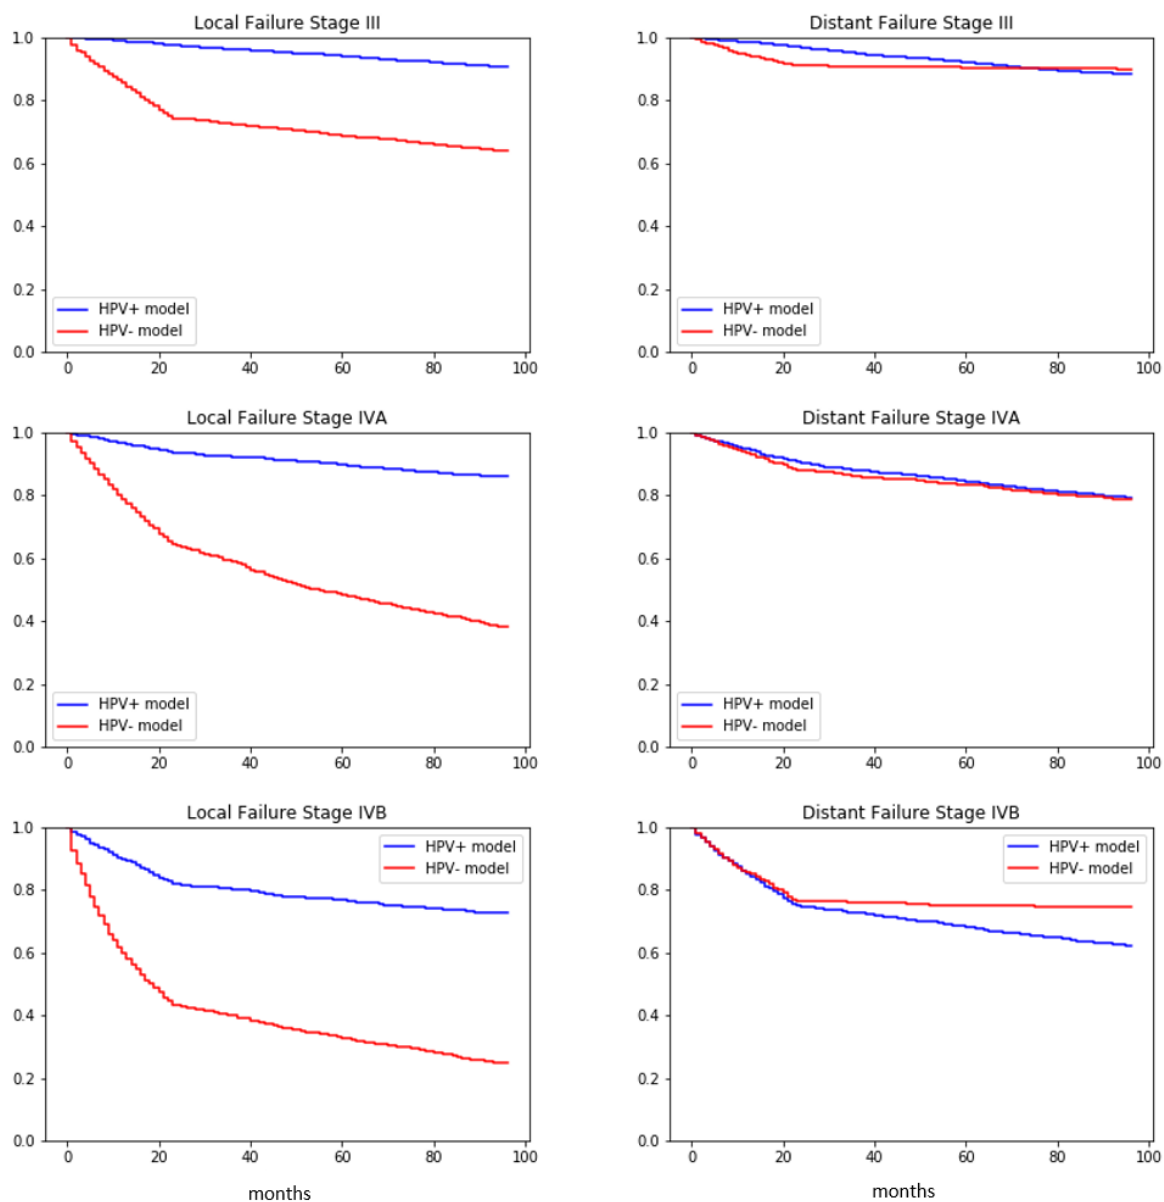 Local Failure Stage III
1.0
0.8
0.6
0.4
0.2
0.0
HPV+ model
HPV- model
0 20 40 60 80 100
Distant Failure Stage III
1.0
0.8
0.6
0.4
0.2
0.0
HPV+ model
HPV- model
0 20 40 60 80 100
Local Failure Stage IVA
1.0
0.8
0.6
0.4
0.2
0.0
HPV+ model
HPV- model
0 20 40 60 80 100
Distant Failure Stage IVA
1.0
0.8
0.6
0.4
0.2
0.0
HPV+ model
HPV- model
0 20 40 60 80 100
Local Failure Stage IVB
1.0
0.8
0.6
0.4
0.2
0.0
HPV+ model
HPV- model
0 20 40 60 80 100
months
Distant Failure Stage IVB
1.0
0.8
0.6
0.4
0.2
0.0
HPV+ model
HPV- model
0 20 40 60 80 100
months